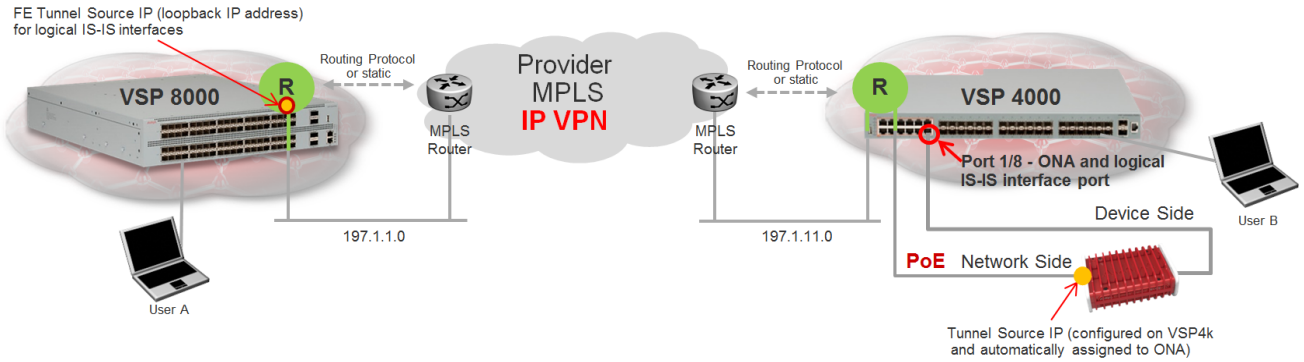 FE Tunnel Source IP (loopback IP address)
for logical IS-IS interfaces
Routing Protocol
or static
R
VSP 8000
MPLS
Router
Provider
MPLS
IP VPN
Routing Protocol
or static
R
VSP 4000
MPLS
Router
Port 1/8 - ONA and logical
IS-IS interface port
User B
Device Side
197.1.1.0
197.1.11.0
PoE Network Side
User A
Tunnel Source IP (configured on VSP4k
and automatically assigned to ONA)